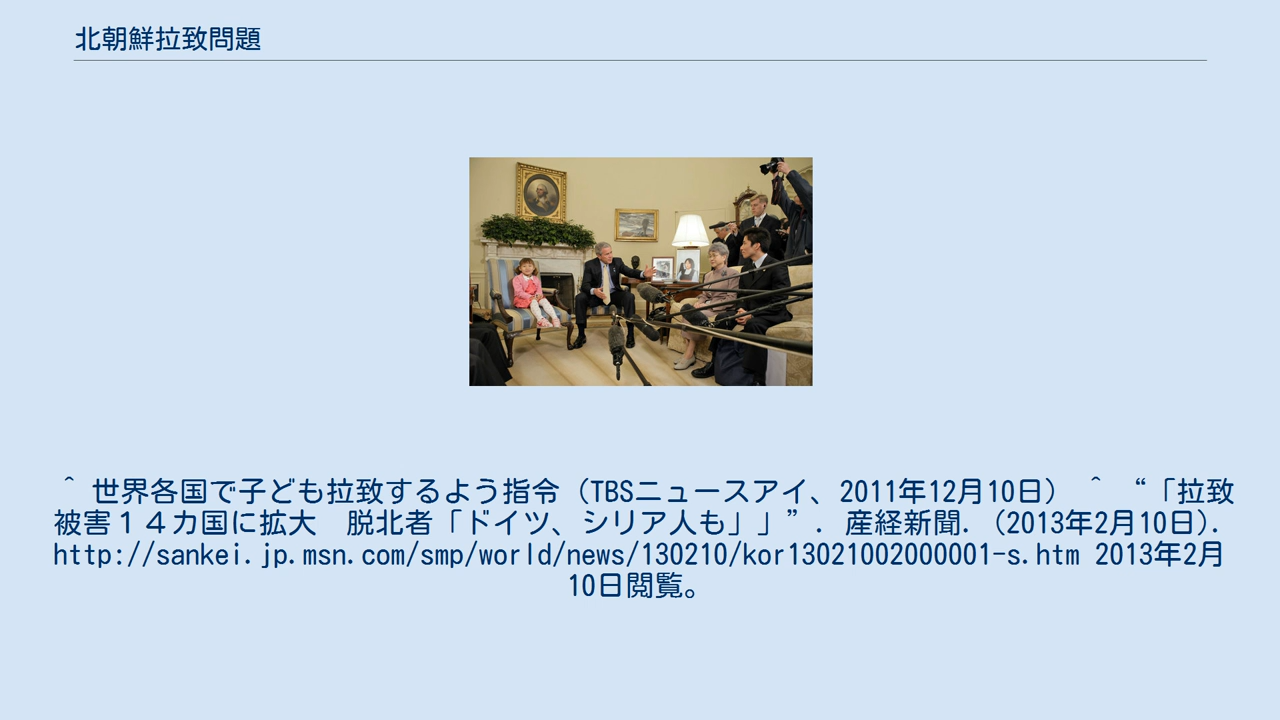 北朝鮮拉致問題
^ 世界各国で子ども拉致するよう指令（TBSニュースアイ、2011年12月10日） ^ “「拉致
被害１４カ国に拡大　脱北者「ドイツ、シリア人も」」”. 産経新聞. (2013年2月10日).
http://sankei.jp.msn.com/smp/world/news/130210/kor13021002000001-s.htm 2013年2月
10日閲覧。